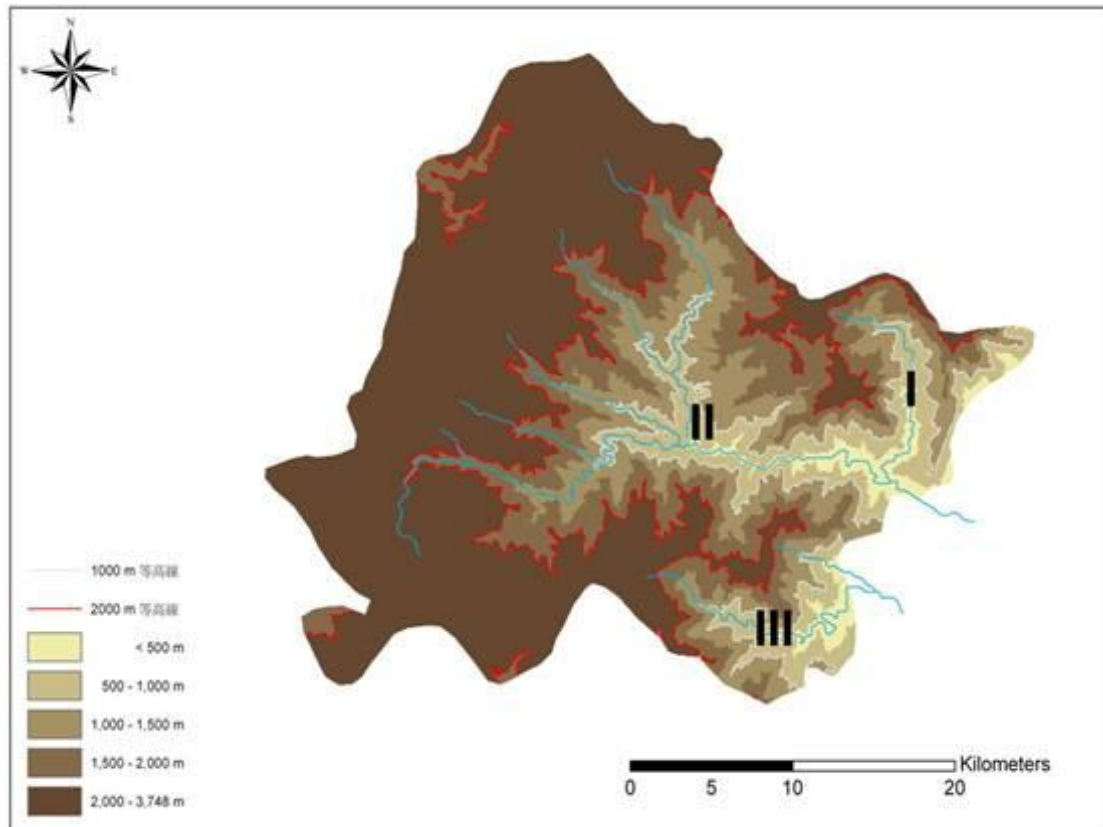 N
W E
S
I
II
III
1000 m 等高線
2000 m 等高線
< 500 m
500 - 1,000 m
1,000 - 1,500 m
1,500 - 2,000 m
2,000 - 3,748 m
Kilometers
0 5 10 20